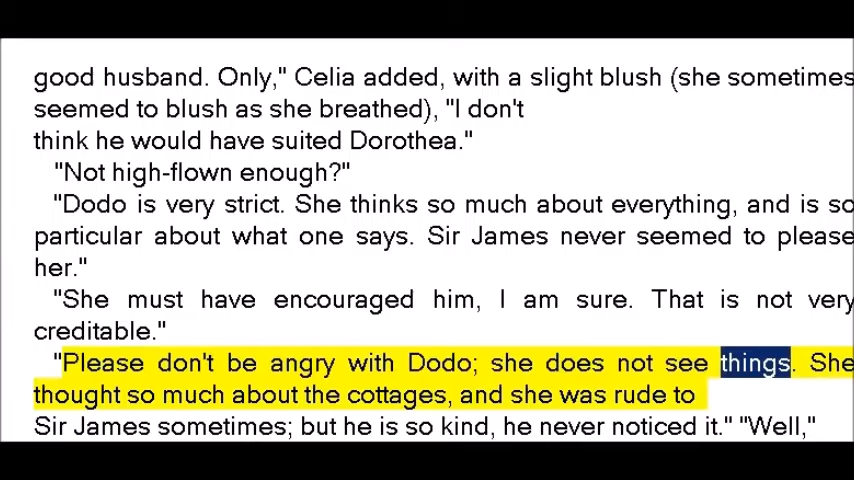 good husband. Only," Celia added, with a slight blush (she sometimes
seemed to blush as she breathed), "I don't
think he would have suited Dorothea."
"Not high-flown enough?"
"Dodo is very strict. She thinks so much about everything, and is so
particular about what one says. Sir James never seemed to please
her."
"She must have encouraged him, I am sure. That is not very
creditable."
"Please don't be angry with Dodo; she does not see things. She
thought so much about the cottages, and she was rude to
Sir James sometimes; but he is so kind, he never noticed it." "Well,"